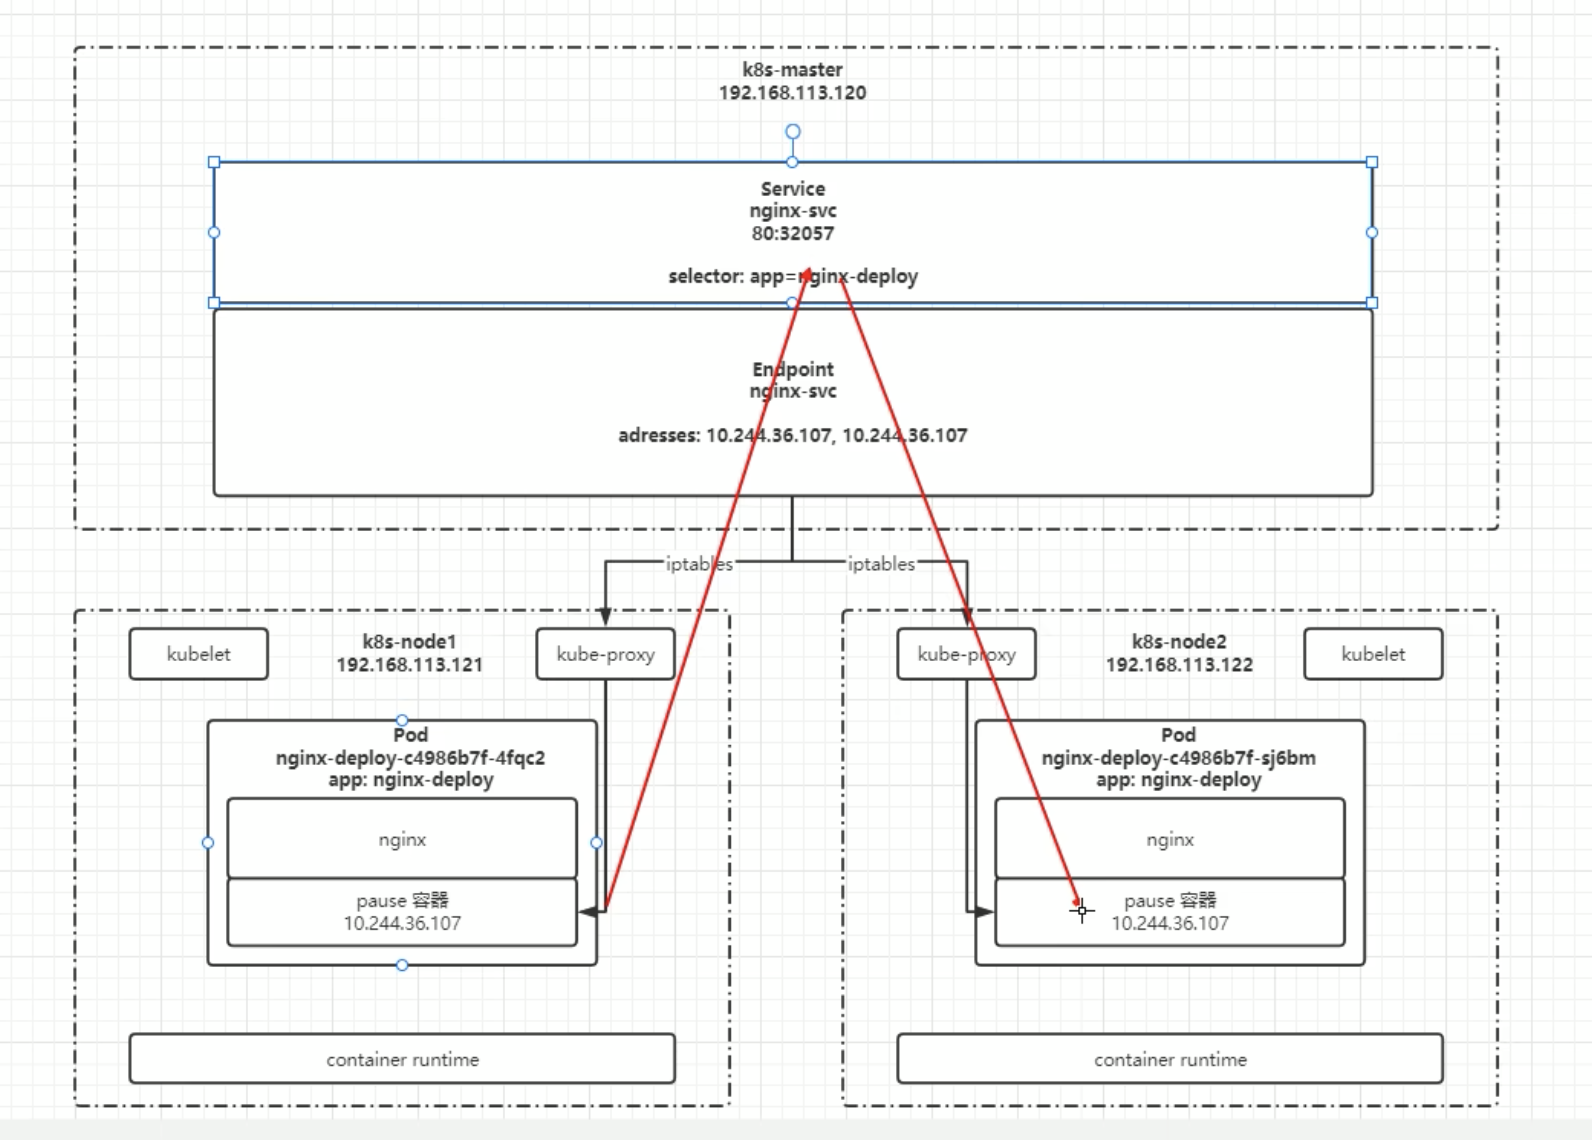 k8s-master
192.168.113.120
Service
nginx-svc
80:32057
selector: app=nginx-deploy
Endpoint
nginx-svc
adresses: 10.244.36.107, 10.244.36.107
iptables
iptables
kubelet
k8s-node1
192.168.113.121
kube-proxy
Pod
nginx-deploy-c4986b7f-4fqc2
app: nginx-deploy
nginx
pause 容器
10.244.36.107
container runtime
kube-proxy
k8s-node2
192.168.113.122
kubelet
Pod
nginx-deploy-c4986b7f-sj6bm
app: nginx-deploy
nginx
pause 容器
10.244.36.107
container runtime